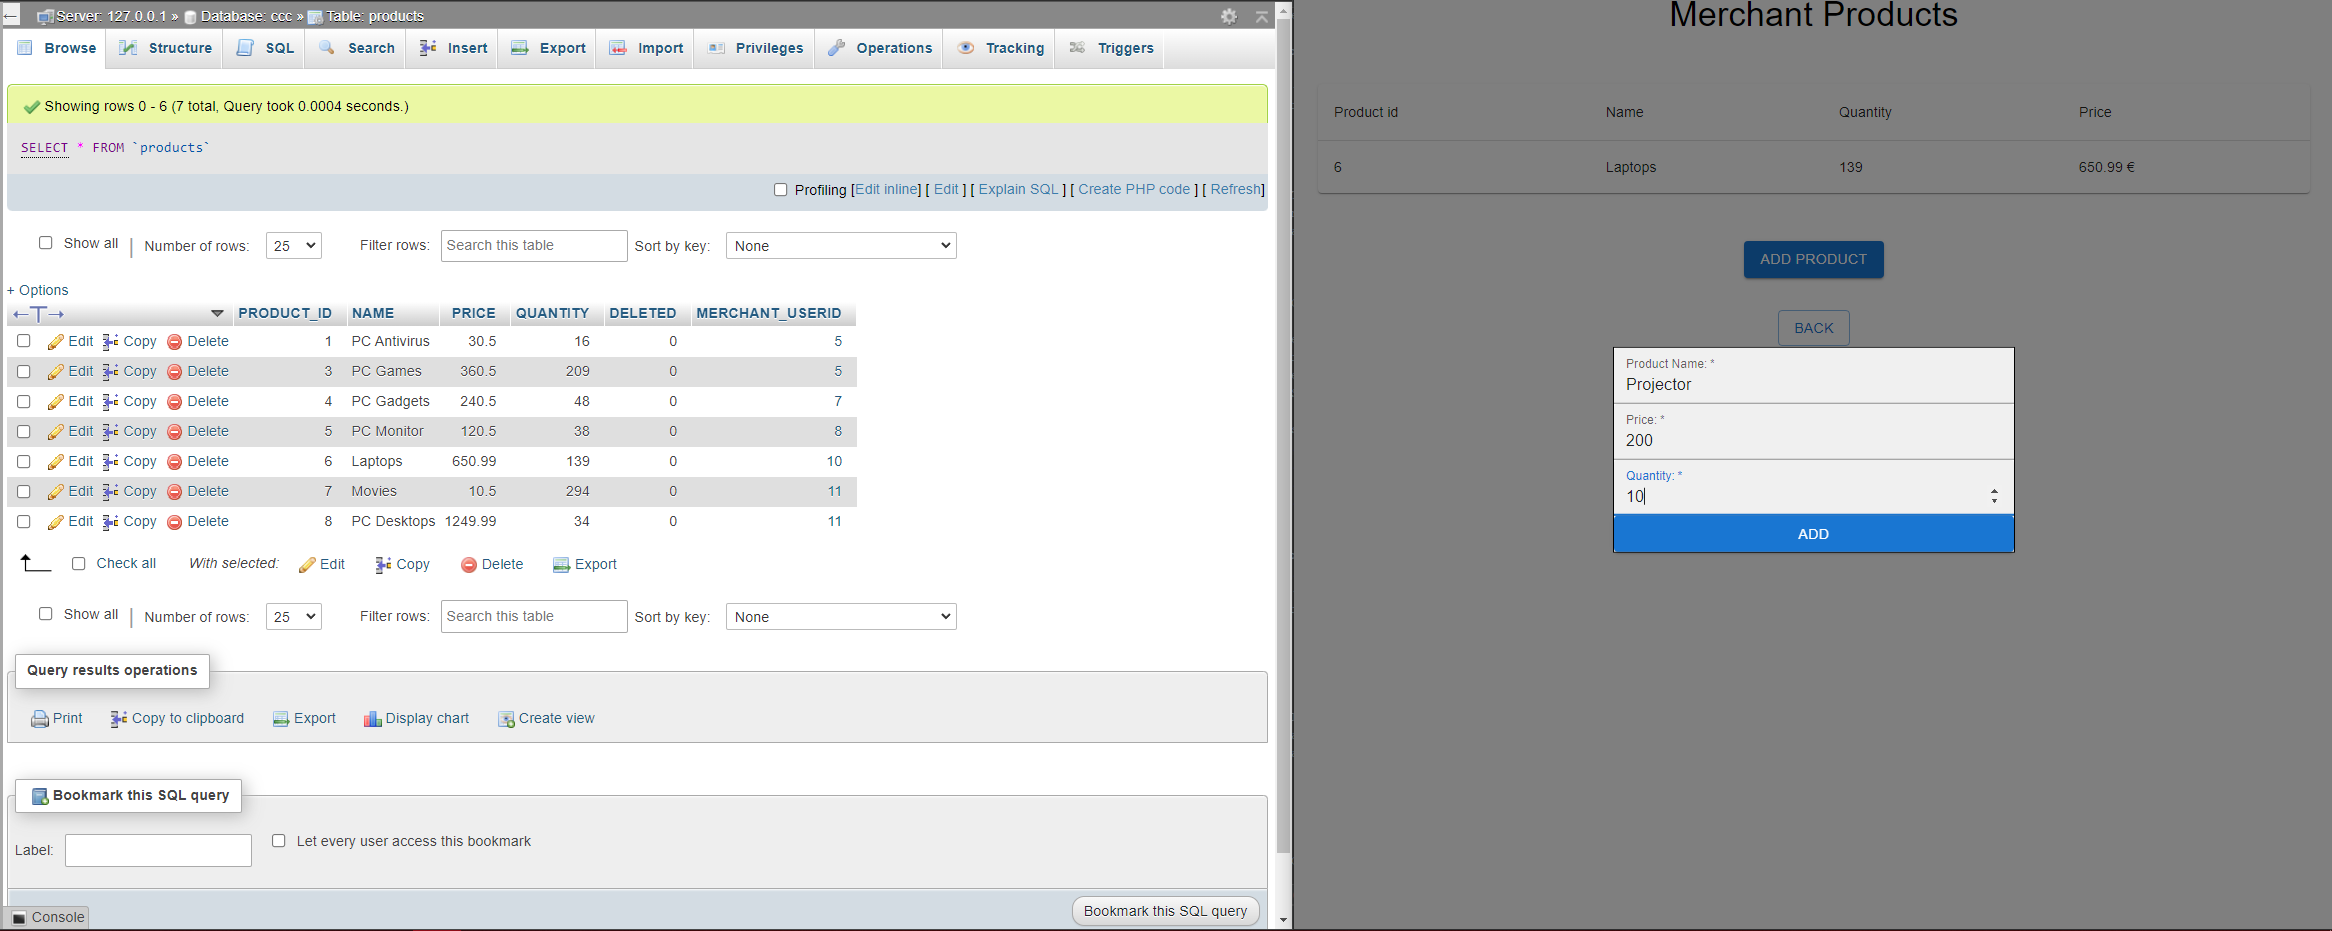 Server: 127.0.0.1 » Database: ccc » Table: products
Browse Structure SQL Search Insert Export Import Privileges Operations Tracking Triggers
Showing rows 0 - 6 (7 total, Query took 0.0004 seconds.)
SELECT * FROM `products`
Profiling [Edit inline] [ Edit ] [ Explain SQL ] [ Create PHP code ] [ Refresh]
Show all | Number of rows: 25 Filter rows: Search this table Sort by key: None
+ Options
←T→ PRODUCT_ID NAME PRICE QUANTITY DELETED MERCHANT_USERID
Edit Copy Delete 1 PC Antivirus 30.5 16 0 5
Edit Copy Delete 3 PC Games 360.5 209 0 5
Edit Copy Delete 4 PC Gadgets 240.5 48 0 7
Edit Copy Delete 5 PC Monitor 120.5 38 0 8
Edit Copy Delete 6 Laptops 650.99 139 0 10
Edit Copy Delete 7 Movies 10.5 294 0 11
Edit Copy Delete 8 PC Desktops 1249.99 34 0 11
Check all With selected: Edit Copy Delete Export
Show all | Number of rows: 25 Filter rows: Search this table Sort by key: None
Query results operations
Print Copy to clipboard Export Display chart Create view
Bookmark this SQL query
Label: Let every user access this bookmark
Bookmark this SQL query
Console
Merchant Products
Product id Name Quantity Price
6 Laptops 139 650.99 €
ADD PRODUCT
BACK
Product Name: *
Projector
Price: *
200
Quantity: *
10
ADD